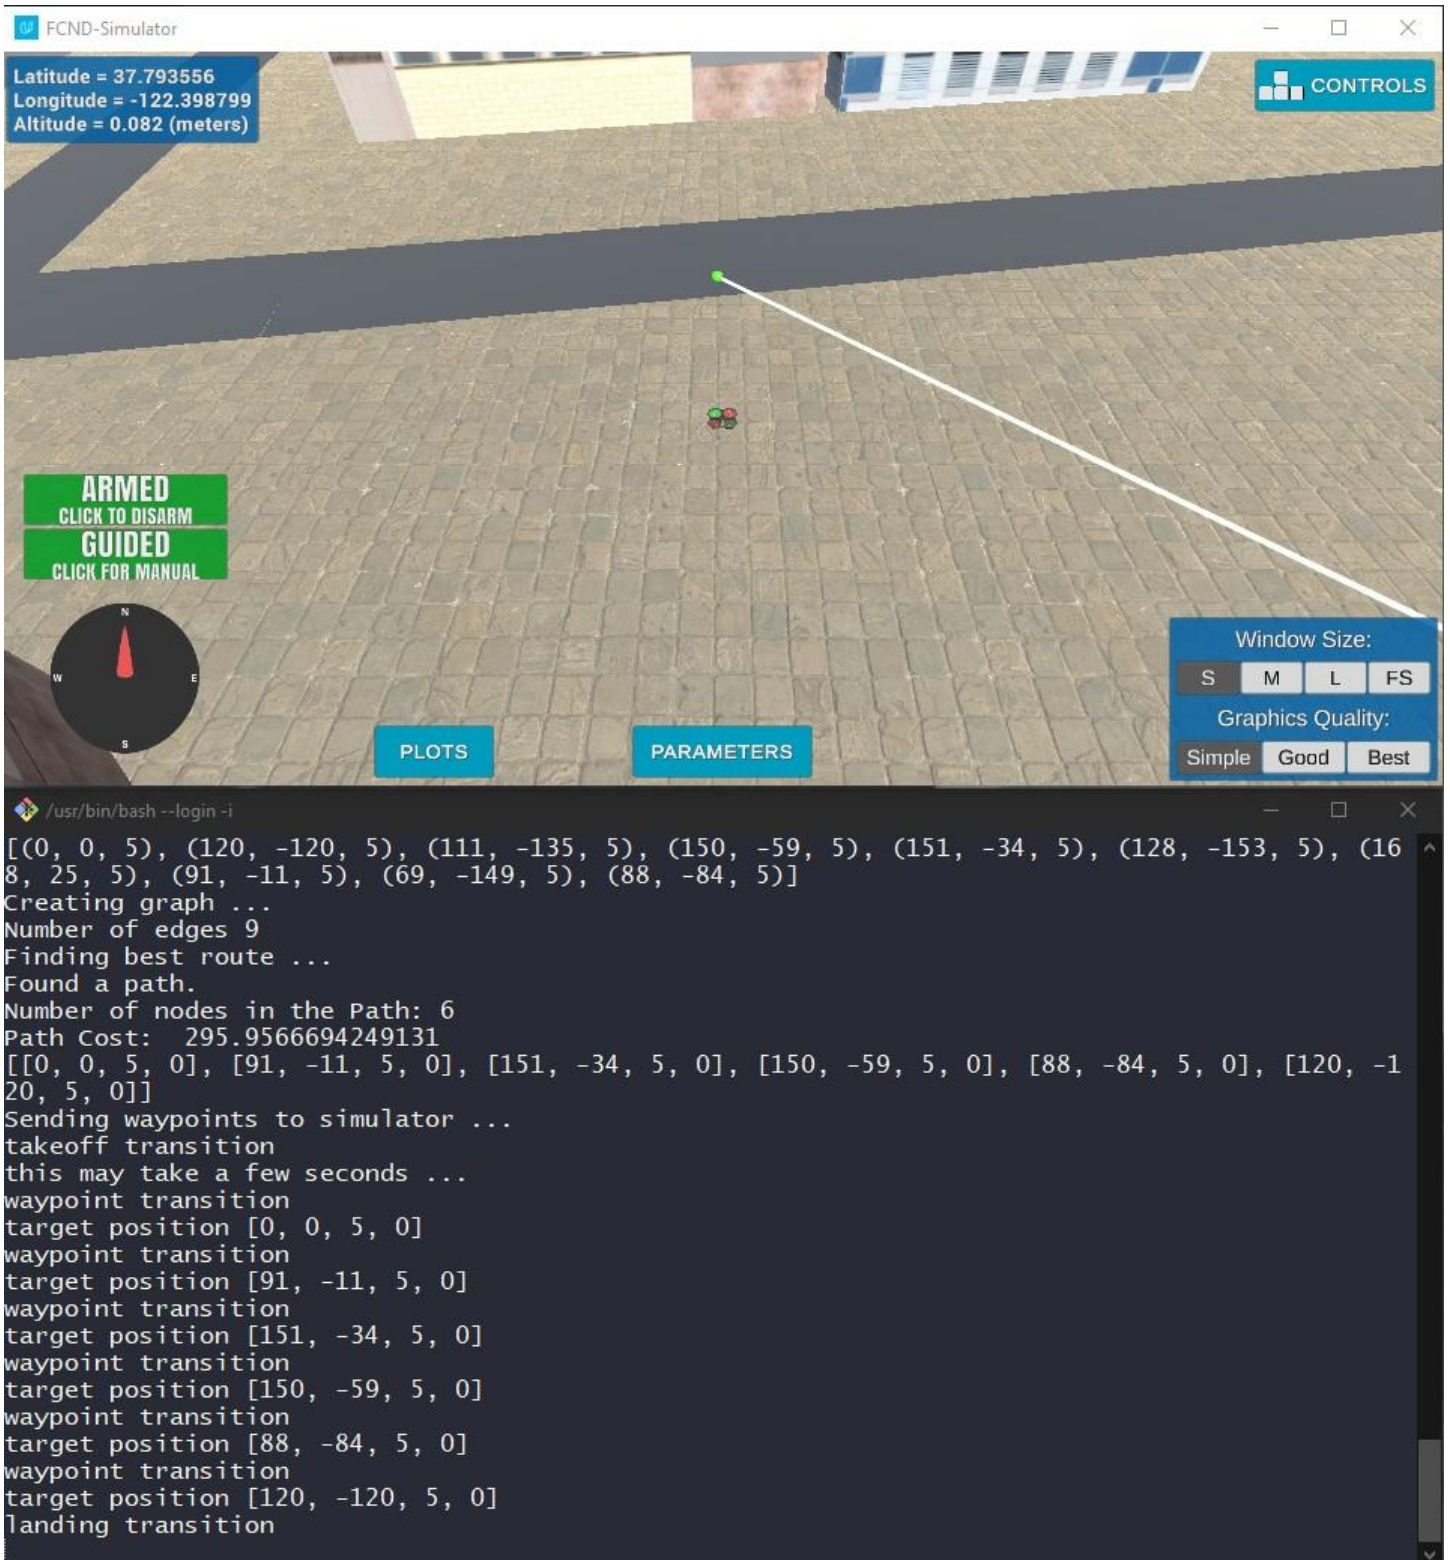 FCND-Simulator
Latitude = 37.793556
Longitude = -122.398799
Altitude = 0.082 (meters)
CONTROLS
ARMED
CLICK TO DISARM
GUIDED
CLICK FOR MANUAL
N
W E
S
PLOTS
PARAMETERS
Window Size:
S M L FS
Graphics Quality:
Simple Good Best
/usr/bin/bash --login -i
[(0, 0, 5), (120, -120, 5), (111, -135, 5), (150, -59, 5), (151, -34, 5), (128, -153, 5), (16
8, 25, 5), (91, -11, 5), (69, -149, 5), (88, -84, 5)]
Creating graph ...
Number of edges 9
Finding best route ...
Found a path.
Number of nodes in the Path: 6
Path Cost:  295.9566694249131
[[0, 0, 5, 0], [91, -11, 5, 0], [151, -34, 5, 0], [150, -59, 5, 0], [88, -84, 5, 0], [120, -1
20, 5, 0]]
Sending waypoints to simulator ...
takeoff transition
this may take a few seconds ...
waypoint transition
target position [0, 0, 5, 0]
waypoint transition
target position [91, -11, 5, 0]
waypoint transition
target position [151, -34, 5, 0]
waypoint transition
target position [150, -59, 5, 0]
waypoint transition
target position [88, -84, 5, 0]
waypoint transition
target position [120, -120, 5, 0]
landing transition